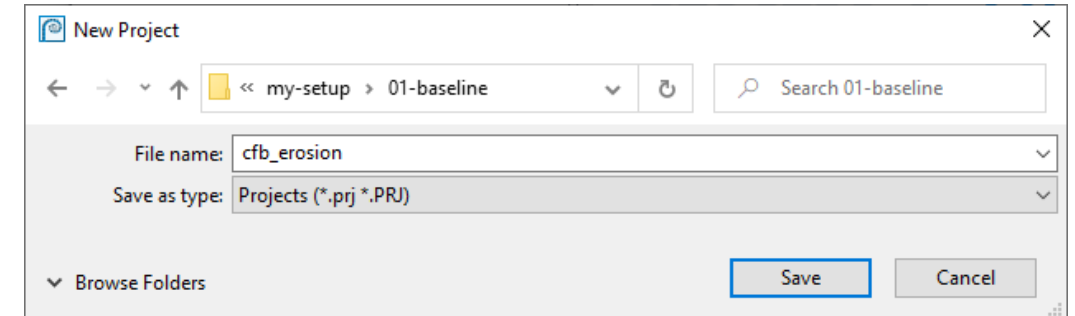 New Project
« my-setup › 01-baseline
Search 01-baseline
File name: cfb_erosion
Save as type: Projects (*.prj *.PRJ)
Browse Folders
Save
Cancel